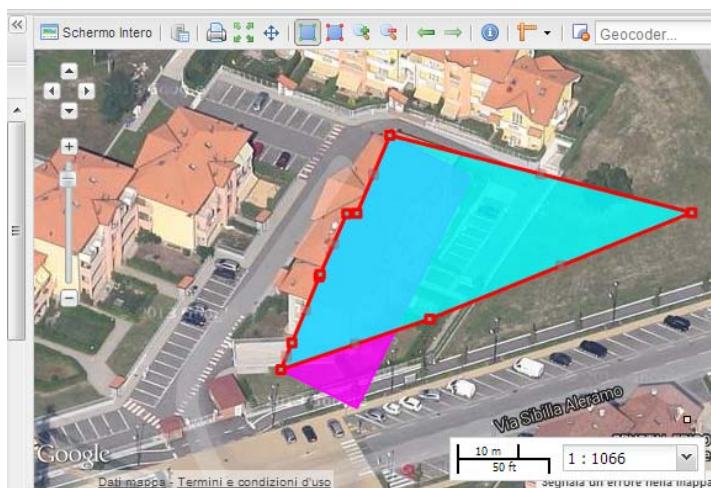 Schermo Intero
Geocoder...
Via Sibilla Aleramo
Google
10 m
50 ft
1 : 1066
Dati mappa - Termini e condizioni d'uso
Segnala un errore nella mappa